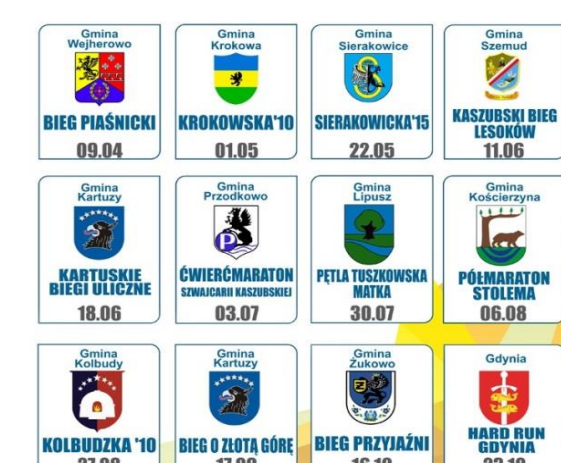 Gmina
Wejherowo
BIEG PIAŚNICKI
09.04
Gmina
Krokowa
KROKOWSKA'10
01.05
Gmina
Sierakowice
SIERAKOWICKA'15
22.05
Gmina
Szemud
KASZUBSKI BIEG
LESOKÓW
11.06
Gmina
Kartuzy
KARTUSKIE
BIEGI ULICZNE
18.06
Gmina
Przodkowo
P
ĆWIERĆMARATON
SZWAJCARII KASZUBSKIEJ
03.07
Gmina
Lipusz
PĘTLA TUSZKOWSKA
MATKA
30.07
Gmina
Kościerzyna
PÓŁMARATON
STOLEMA
06.08
Gmina
Kolbudy
KOLBUDZKA '10
Gmina
Kartuzy
BIEG O ZŁOTĄ GÓRĘ
Gmina
Żukowo
BIEG PRZYJAŹNI
Gdynia
HARD RUN
GDYNIA